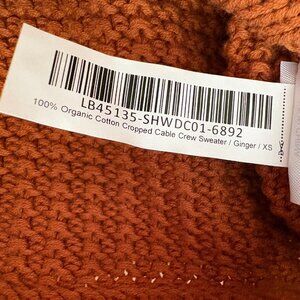 LB45135-SHWDC01-6892
100% Organic Cotton Cropped Cable Crew Sweater / Ginger / XS